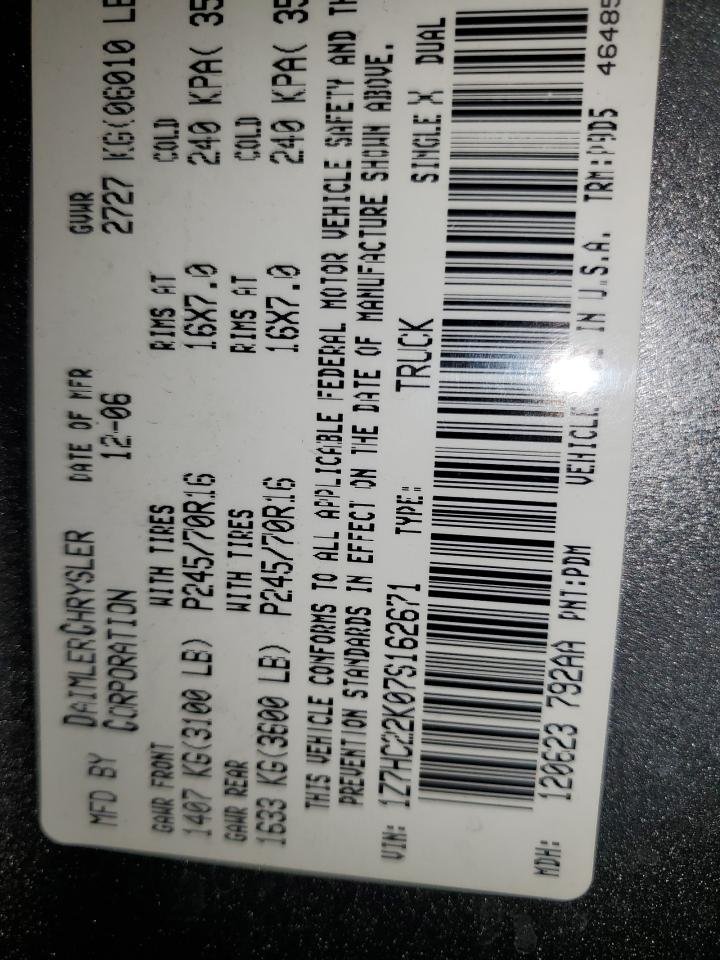 MFD BY DAIMLERCHRYSLER CORPORATION DATE OF MFR 12-06 GVWR 2727 KG(06010 LB
GAWR FRONT WITH TIRES RIMS AT COLD
1407 KG(3100 LB) P245/70R16 16X7.0 240 KPA( 35
GAWR REAR WITH TIRES RIMS AT COLD
1633 KG(3600 LB) P245/70R16 16X7.0 240 KPA( 35
THIS VEHICLE CONFORMS TO ALL APPLICABLE FEDERAL MOTOR VEHICLE SAFETY AND TH
PREVENTION STANDARDS IN EFFECT ON THE DATE OF MANUFACTURE SHOWN ABOVE.
VIN: 1Z7HC22K07S162671 TYPE: TRUCK SINGLE X DUAL
MDH: 120623 792AA PNT:PDM VEHICLE IN U.S.A. TRM: 46485